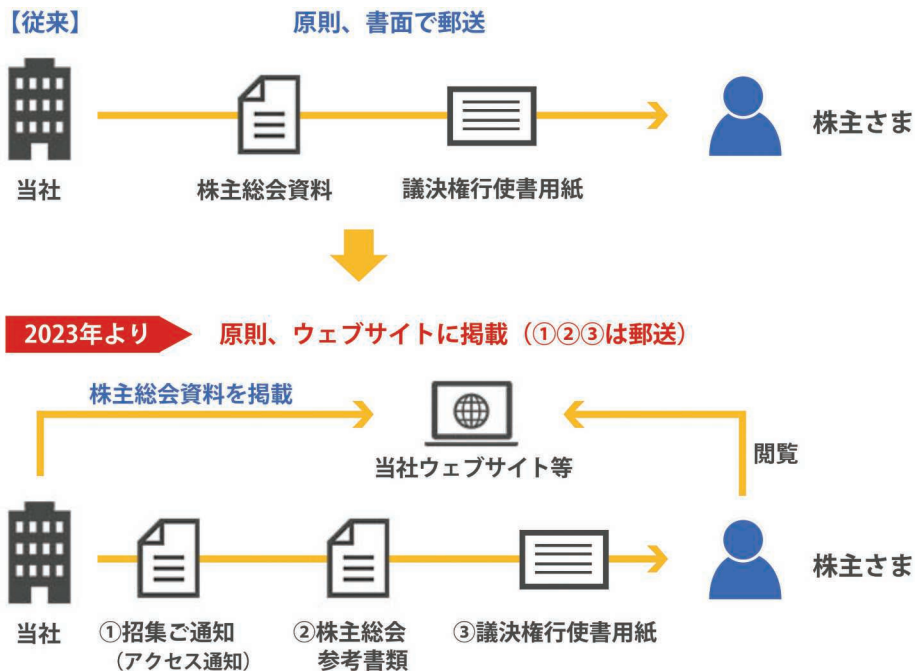 【従来】
原則、書面で郵送
株主さま
当社
株主総会資料
議決権行使書用紙
2023年より
原則、ウェブサイトに掲載（①②③は郵送）
株主総会資料を掲載
当社ウェブサイト等
閲覧
株主さま
当社
①招集ご通知
（アクセス通知）
②株主総会
参考書類
③議決権行使書用紙